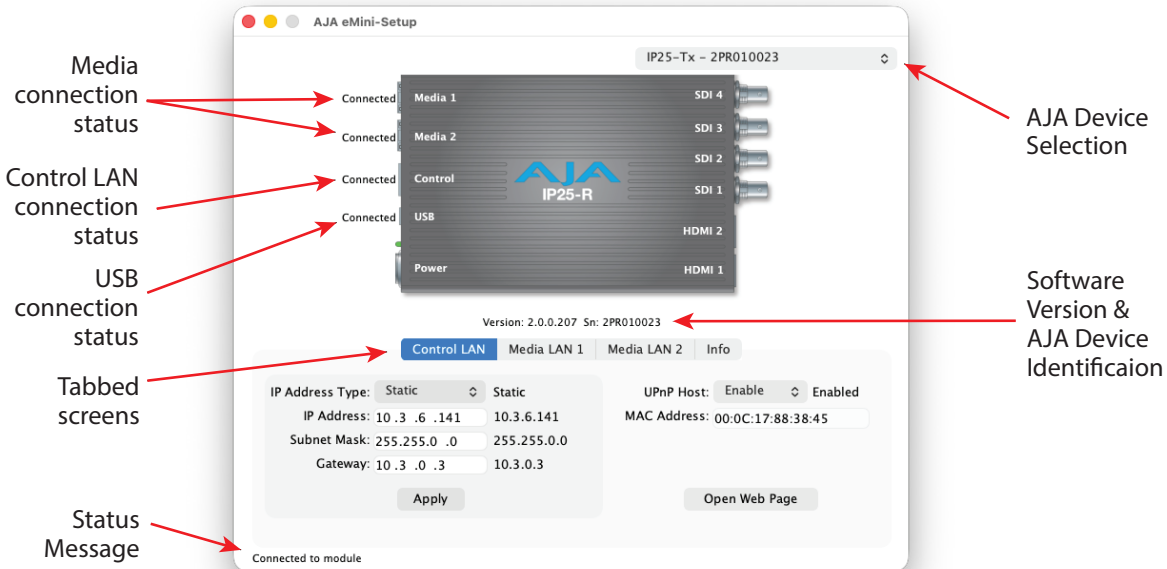 AJA eMini-Setup
IP25-Tx - 2PR010023
Media
connection
status
Connected
Media 1
SDI 4
Connected
Media 2
SDI 3
AJA Device
Selection
Control LAN
connection
status
Connected
Control
AJA
IP25-R
SDI 2
SDI 1
Connected
USB
HDMI 2
USB
connection
status
Power
HDMI 1
Software
Version &
AJA Device
Identificaion
Version: 2.0.0.207 Sn: 2PR010023
Control LAN Media LAN 1 Media LAN 2 Info
Tabbed
screens
IP Address Type: Static Static
IP Address: 10 .3 .6 .141 10.3.6.141
Subnet Mask: 255.255.0 .0 255.255.0.0
Gateway: 10 .3 .0 .3 10.3.0.3
Apply
UPnP Host: Enable Enabled
MAC Address: 00:0C:17:88:38:45
Open Web Page
Status
Message
Connected to module